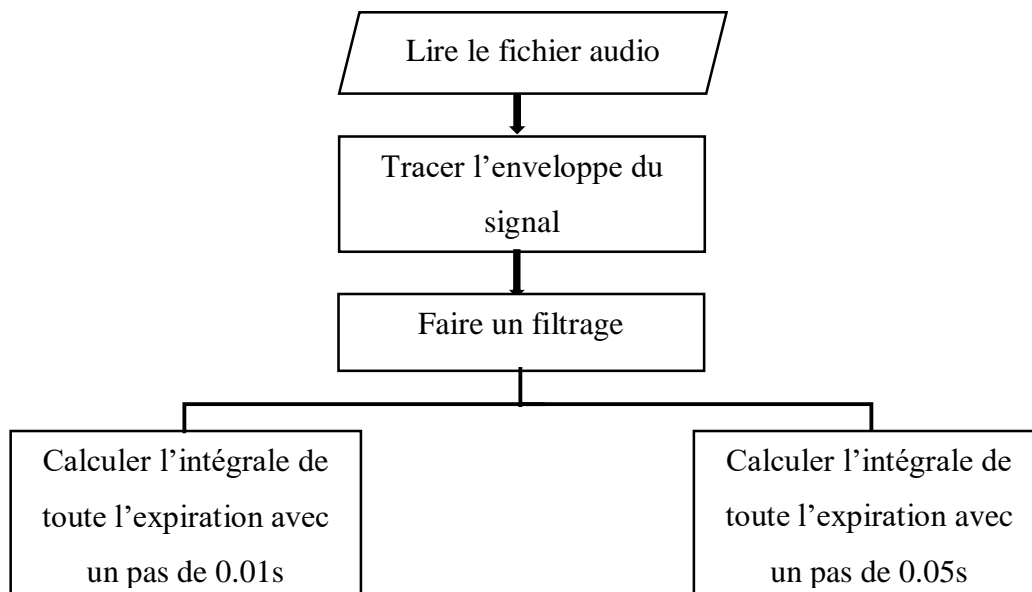 Lire le fichier audio
Tracer l’enveloppe du
signal
Faire un filtrage
Calculer l’intégrale de
toute l’expiration avec
un pas de 0.01s
Calculer l’intégrale de
toute l’expiration avec
un pas de 0.05s